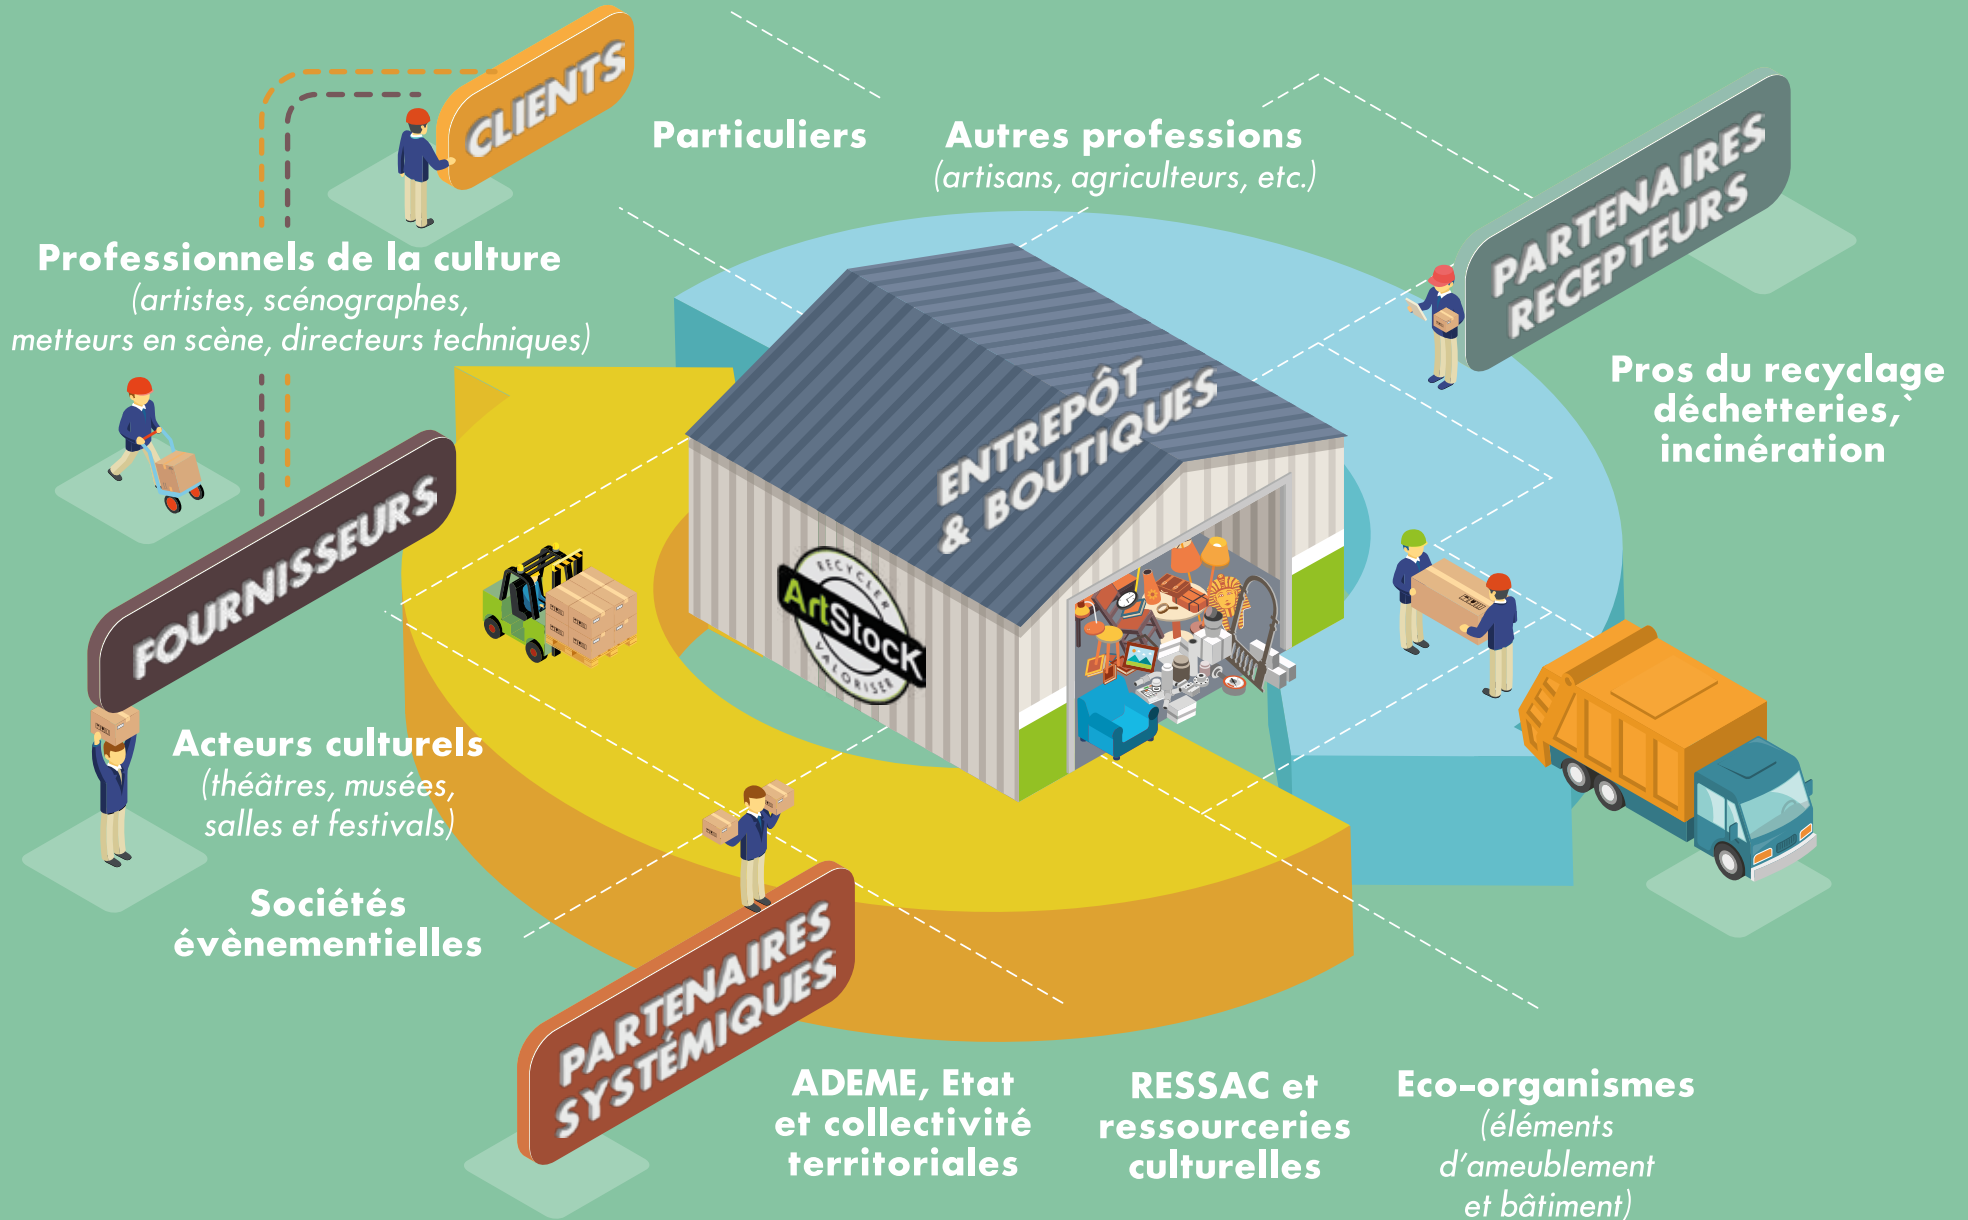 CLIENTS
Particuliers
Autres professions
(artisans, agriculteurs, etc.)
PARTENAIRES
RECEPTEURS
Professionnels de la culture
(artistes, scénographes,
metteurs en scène, directeurs techniques)
Pros du recyclage
déchetteries,`
incinération
ENTREPÔT
& BOUTIQUES
FOURNISSEURS
RECYCLER
ArtStock
VALORISER
Acteurs culturels
(théâtres, musées,
salles et festivals)
Sociétés
évènementielles
PARTENAIRES
SYSTÉMIQUES
ADEME, Etat
et collectivité
territoriales
RESSAC et
ressourceries
culturelles
Eco-organismes
(éléments
d'ameublement
et bâtiment)